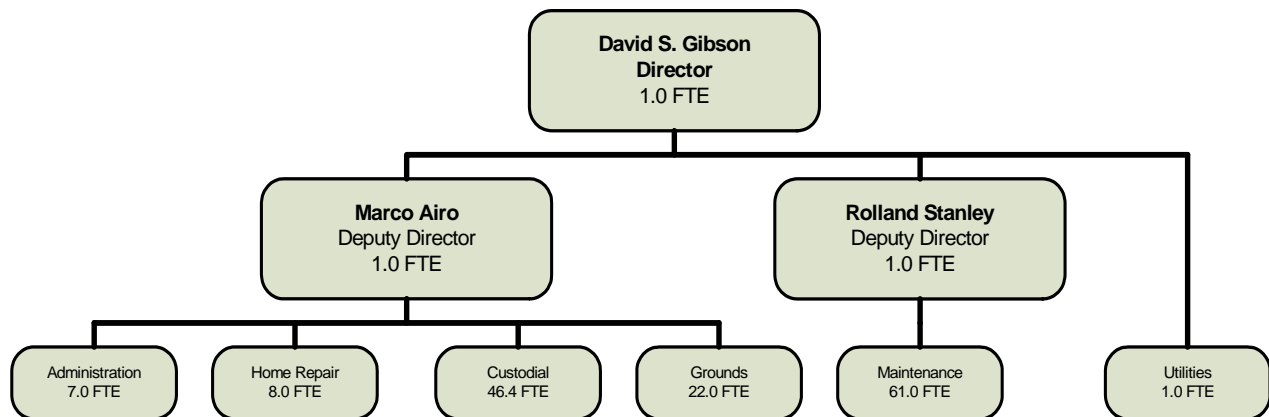 David S. Gibson
Director
1.0 FTE
Marco Airo
Deputy Director
1.0 FTE
Rolland Stanley
Deputy Director
1.0 FTE
Administration
7.0 FTE
Home Repair
8.0 FTE
Custodial
46.4 FTE
Grounds
22.0 FTE
Maintenance
61.0 FTE
Utilities
1.0 FTE